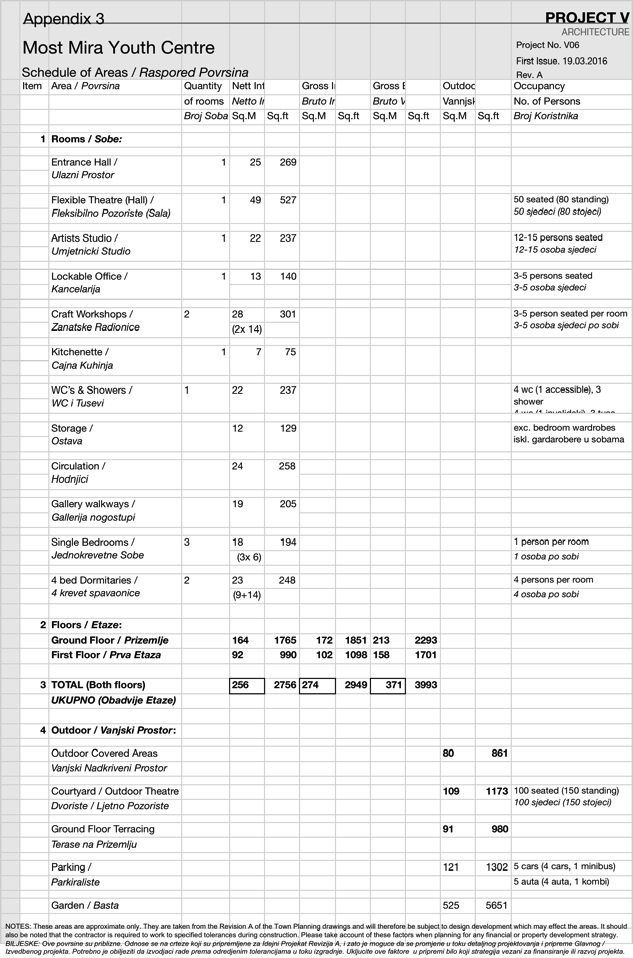 Appendix 3
PROJECT V
ARCHITECTURE
Most Mira Youth Centre
Project No. V06
First Issue. 19.03.2016
Schedule of Areas / Raspored Povrsina
Rev. A
Item Area / Povrsina Quantity Nett Int Gross I Gross E Outdoo Occupancy
of rooms Netto Ir Bruto Ir Bruto V Vannjsk No. of Persons
Broj Soba Sq.M Sq.ft Sq.M Sq.ft Sq.M Sq.ft Sq.M Sq.ft Broj Koristnika
1 Rooms / Sobe:
Entrance Hall / 1 25 269
Ulazni Prostor
Flexible Theatre (Hall) / 1 49 527 50 seated (80 standing)
Fleksibilno Pozoriste (Sala) 50 sjedeci (80 stojeci)
Artists Studio / 1 22 237 12-15 persons seated
Umjetnicki Studio 12-15 osoba sjedeci
Lockable Office / 1 13 140 3-5 persons seated
Kancelarija 3-5 osoba sjedeci
Craft Workshops / 2 28 301 3-5 person seated per room
Zanatske Radionice (2x 14) 3-5 osoba sjedeci po sobi
Kitchenette / 1 7 75
Cajna Kuhinja
WC's & Showers / 1 22 237 4 wc (1 accessible), 3
WC i Tusevi shower
4 wc (1 invalidski), 3 tusa
Storage / 12 129 exc. bedroom wardrobes
Ostava iskl. gardarobere u sobama
Circulation / 24 258
Hodnjici
Gallery walkways / 19 205
Gallerija nogostupi
Single Bedrooms / 3 18 194 1 person per room
Jednokrevetne Sobe (3x 6) 1 osoba po sobi
4 bed Dormitaries / 2 23 248 4 persons per room
4 krevet spavaonice (9+14) 4 osoba po sobi
2 Floors / Etaze:
Ground Floor / Prizemlje 164 1765 172 1851 213 2293
First Floor / Prva Etaza 92 990 102 1098 158 1701
3 TOTAL (Both floors) 256 2756 274 2949 371 3993
UKUPNO (Obadvije Etaze)
4 Outdoor / Vanjski Prostor:
Outdoor Covered Areas 80 861
Vanjski Nadkriveni Prostor
Courtyard / Outdoor Theatre 109 1173 100 seated (150 standing)
Dvoriste / Ljetno Pozoriste 100 sjedeci (150 stojeci)
Ground Floor Terracing 91 980
Terase na Prizemlju
Parking / 121 1302 5 cars (4 cars, 1 minibus)
Parkiraliste 5 auta (4 auta, 1 kombi)
Garden / Basta 525 5651
NOTES: These areas are approximate only. They are taken from the Revision A of the Town Planning drawings and will therefore be subject to design development which may effect the areas. It should
also be noted that the contractor is required to work to specified tolerances during construction. Please take account of these factors when planning for any financial or property development strategy.
BILJESKE: Ove povrsine su priblizne. Odnose se na crteze koji su pripremljene za Idejni Projekat Revizija A, i zato je moguce da se promjene u toku detaljnog projektovanja i pripreme Glavnog /
Izvedbenog projekta. Potrebno je obiljeziti da izvodjaci rade prema odredjenim tolerancijama u toku izgradnje. Ukljucite ove faktore u pripremi bilo koji strategija vezani za finansiranje ili razvoj projekta.